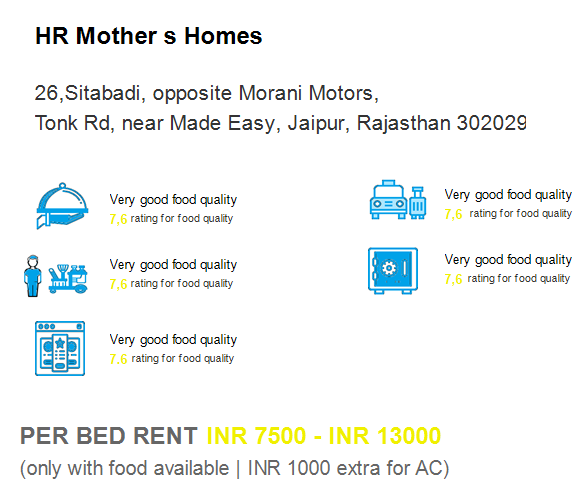 HR Mother s Homes
26,Sitabadi, opposite Morani Motors,
Tonk Rd, near Made Easy, Jaipur, Rajasthan 302029
Very good food quality
7,6 rating for food quality
Very good food quality
7,6 rating for food quality
Very good food quality
7,6 rating for food quality
Very good food quality
7,6 rating for food quality
Very good food quality
7.6 rating for food quality
PER BED RENT INR 7500 - INR 13000
(only with food available | INR 1000 extra for AC)